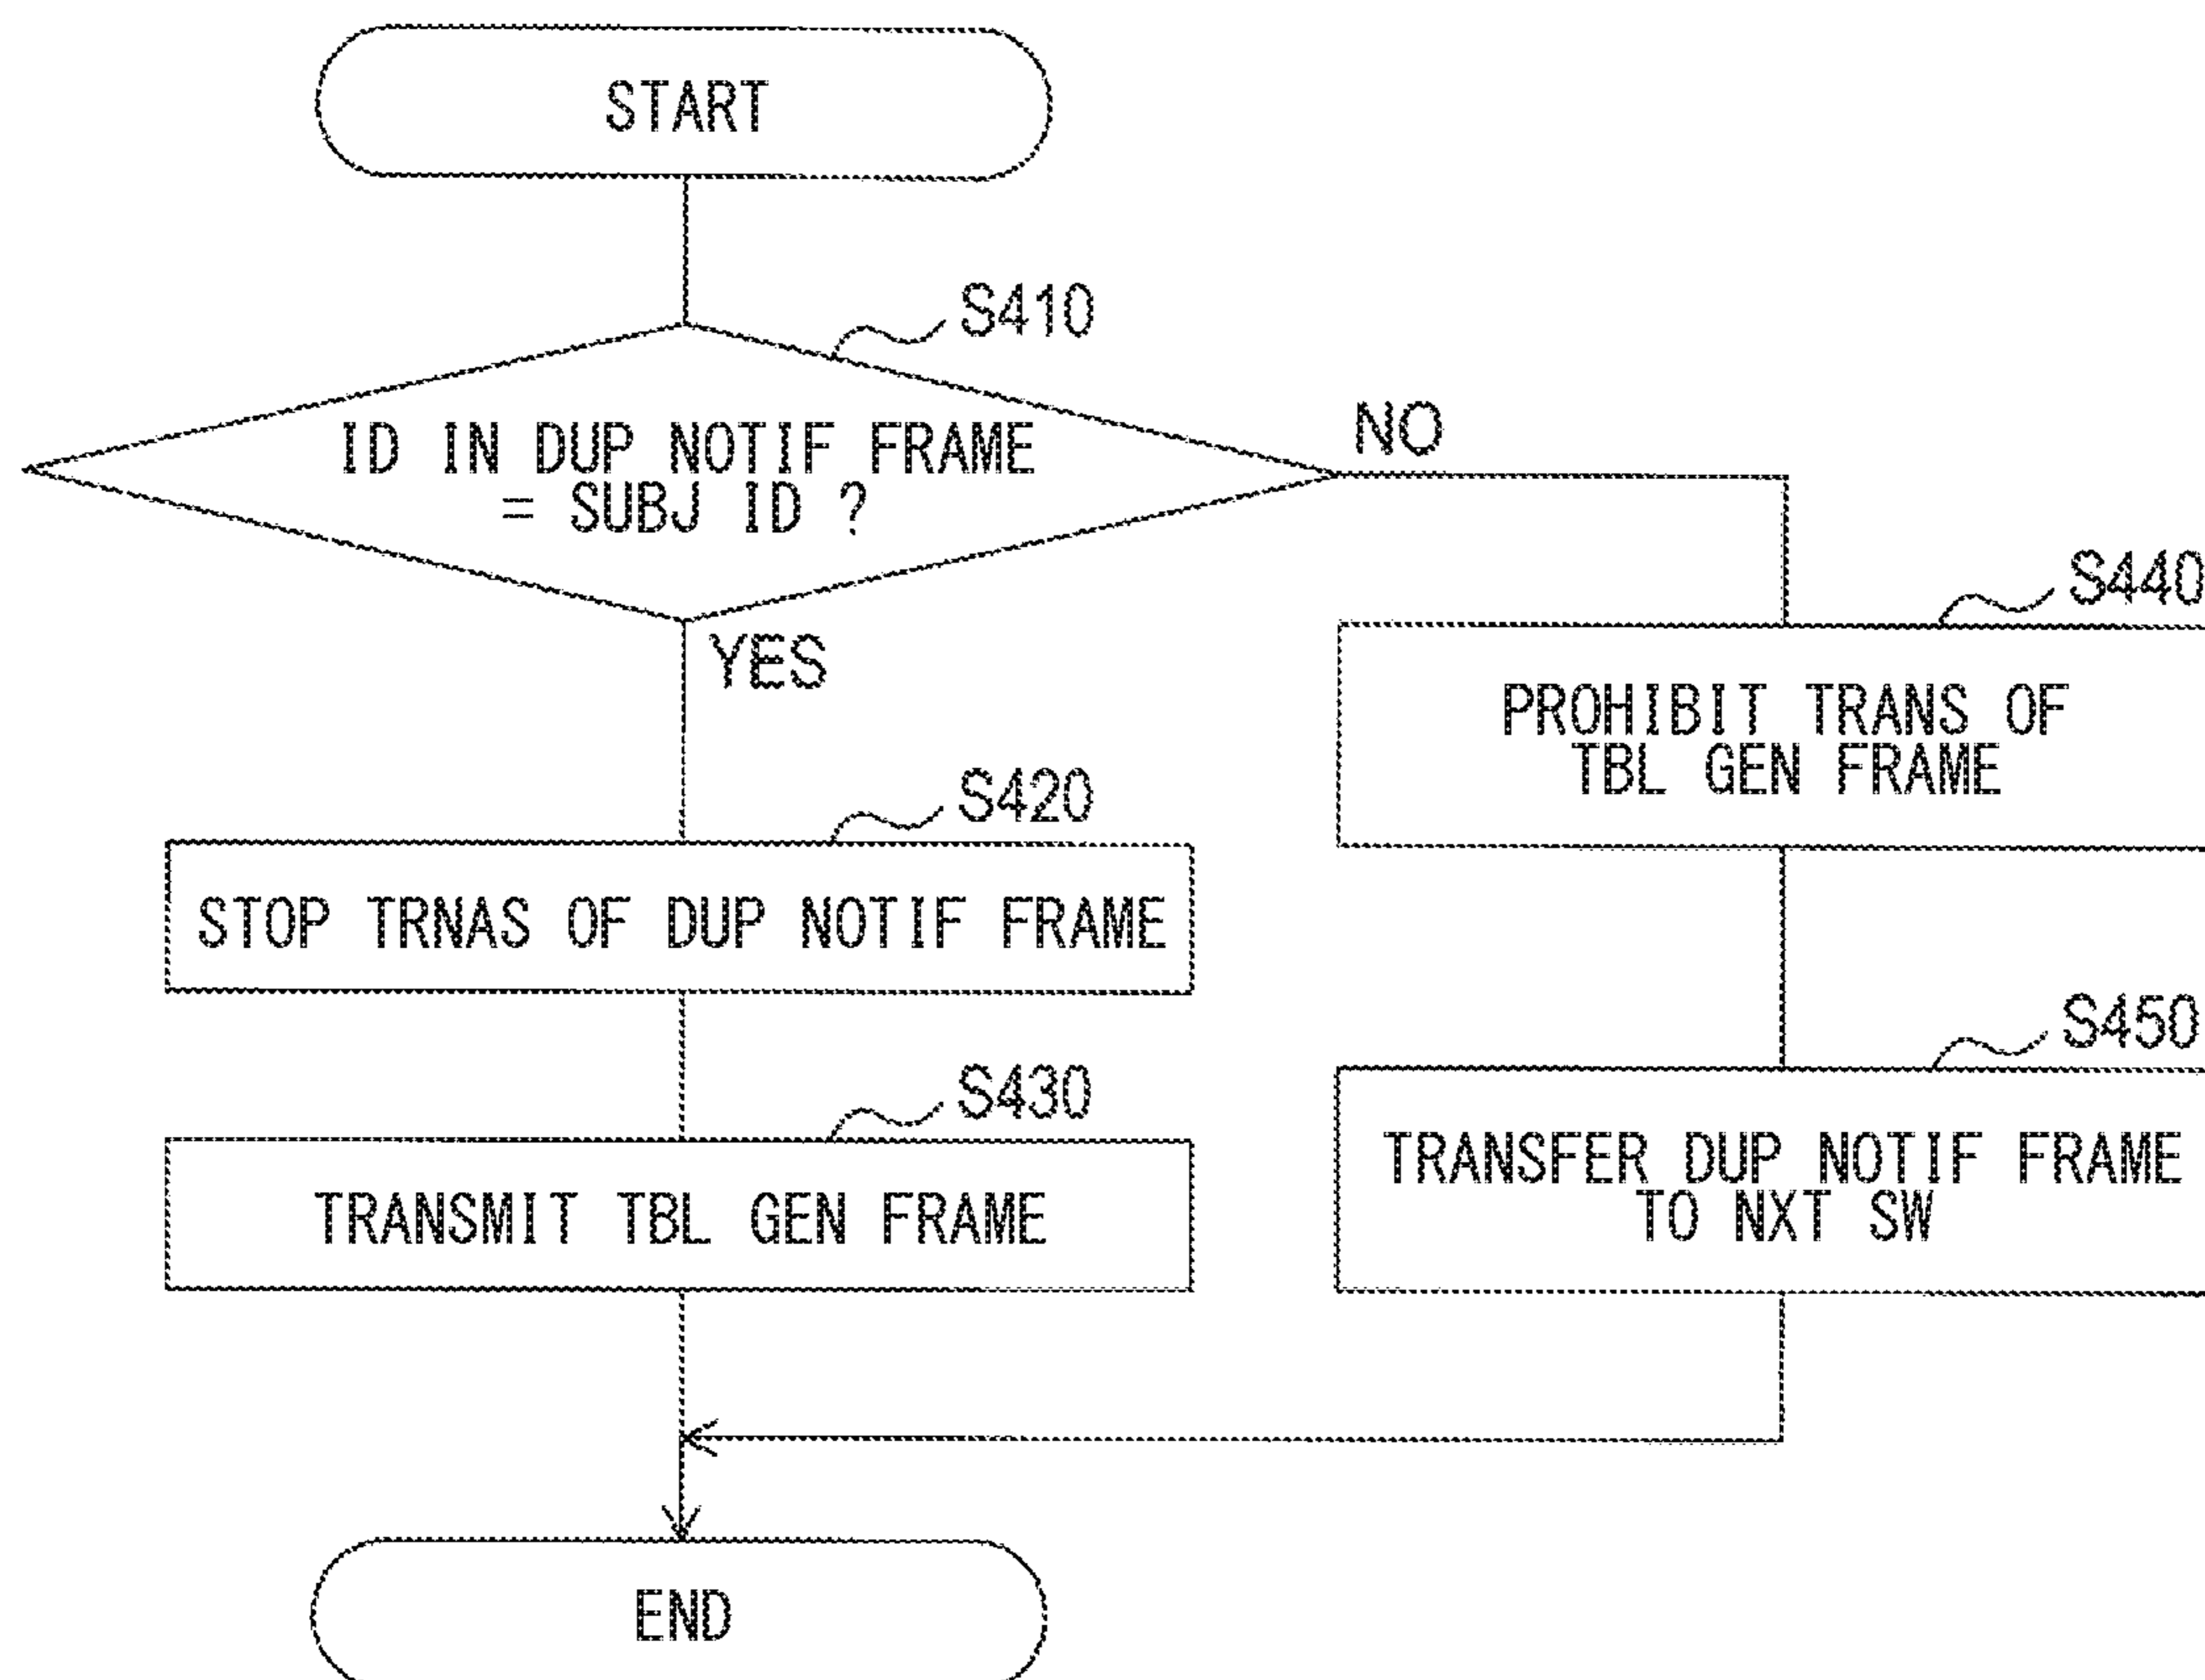 START
S410
ID IN DUP NOTIF FRAME
= SUBJ ID ?
NO
YES
S440
PROHIBIT TRANS OF
TBL GEN FRAME
S420
STOP TRNAS OF DUP NOTIF FRAME
S450
TRANSFER DUP NOTIF FRAME
TO NXT SW
S430
TRANSMIT TBL GEN FRAME
END